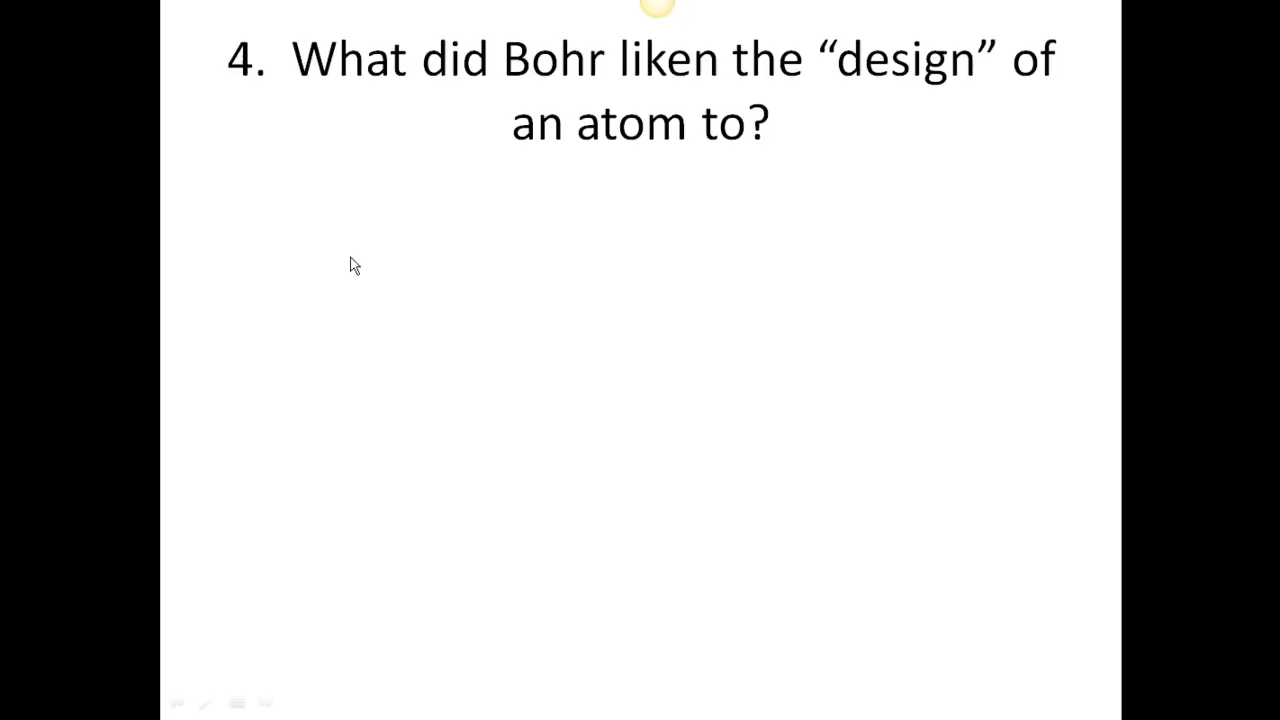 4. What did Bohr liken the “design” of
an atom to?